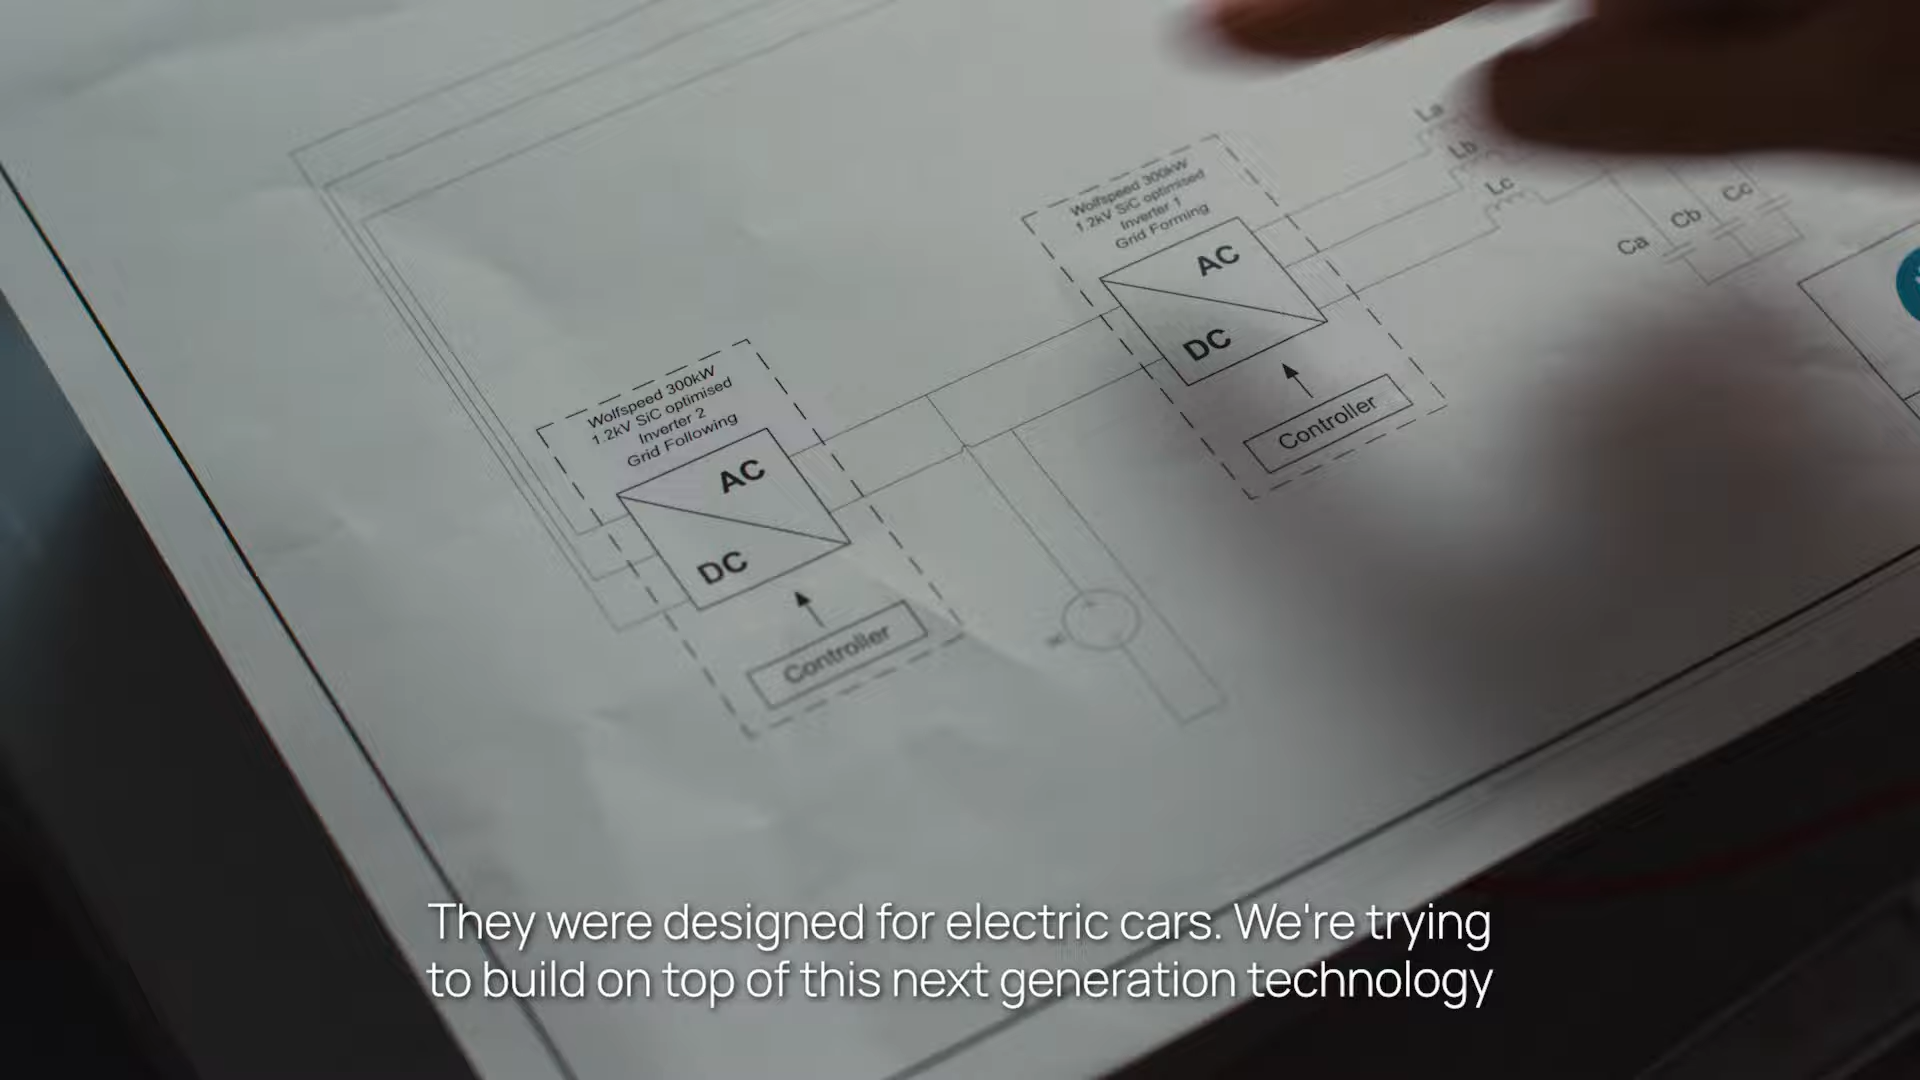 La
Lb
Lc
Ca
Cb
Cc
Wolfspeed 300kW
1.2kV SiC optimised
Inverter 1
Grid Forming
AC
DC
Controller
Wolfspeed 300kW
1.2kV SiC optimised
Inverter 2
Grid Following
AC
DC
Controller
They were designed for electric cars. We're trying
to build on top of this next generation technology